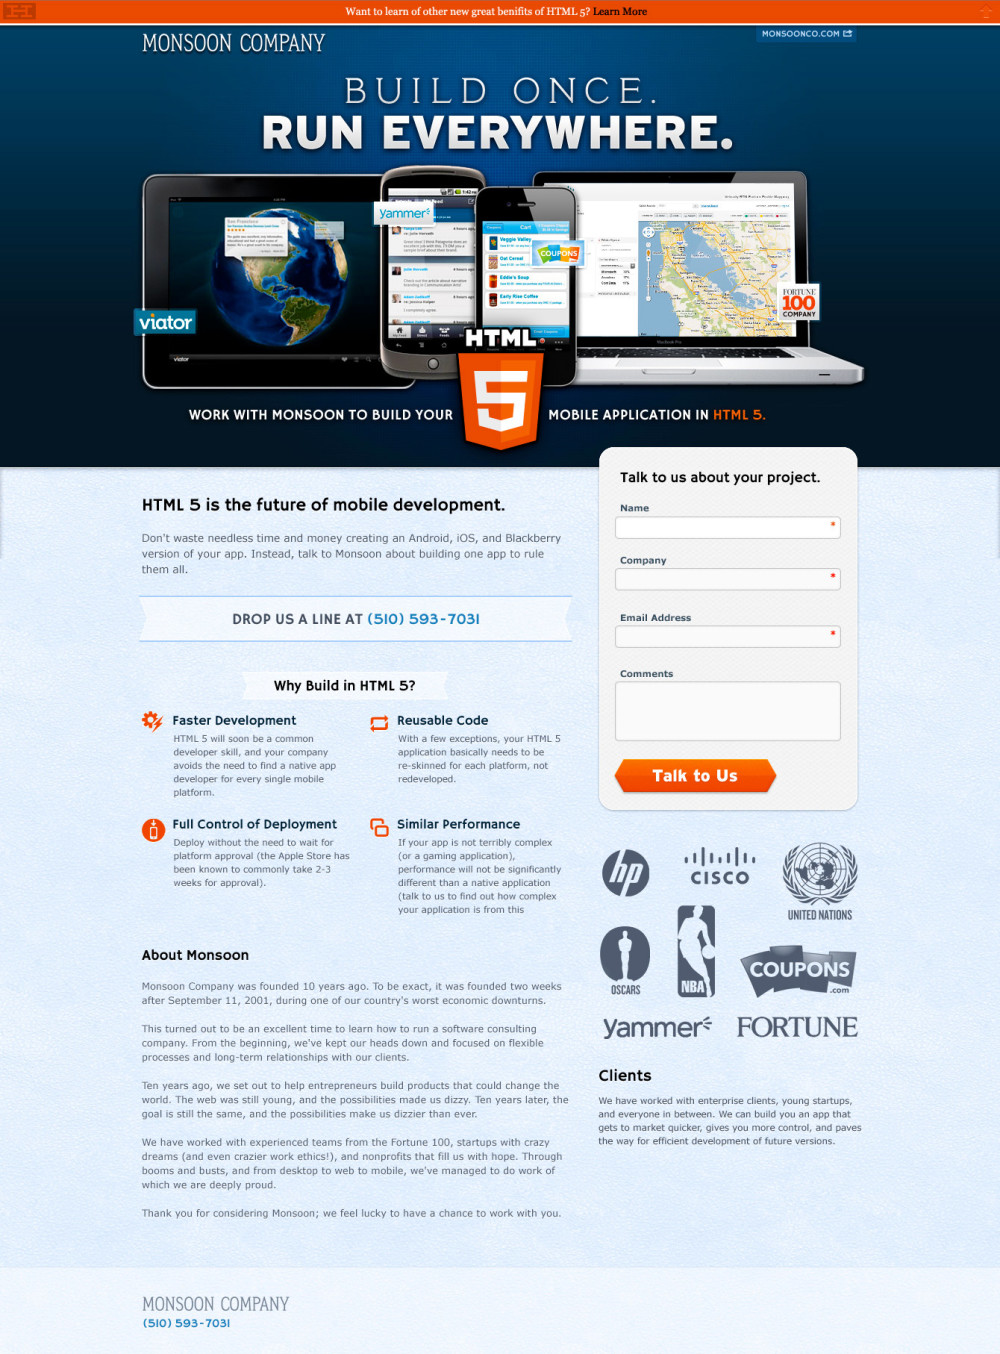 Want to learn of other new great benifits of HTML 5? Learn More
MONSOON COMPANY
MONSOONCO.COM
BUILD ONCE.
RUN EVERYWHERE.
yammer
Cart
Veggie Valley
Oat Cereal
Eddie's Soup
Early Rise Coffee
COUPONS
FORTUNE
100
COMPANY
viator
viator
HTML
5
WORK WITH MONSOON TO BUILD YOUR MOBILE APPLICATION IN HTML 5.
HTML 5 is the future of mobile development.
Don't waste needless time and money creating an Android, iOS, and Blackberry
version of your app. Instead, talk to Monsoon about building one app to rule
them all.
DROP US A LINE AT (510) 593-7031
Why Build in HTML 5?
Faster Development
HTML 5 will soon be a common
developer skill, and your company
avoids the need to find a native app
developer for every single mobile
platform.
Reusable Code
With a few exceptions, your HTML 5
application basically needs to be
re-skinned for each platform, not
redeveloped.
Full Control of Deployment
Deploy without the need to wait for
platform approval (the Apple Store has
been known to commonly take 2-3
weeks for approval).
Similar Performance
If your app is not terribly complex
(or a gaming application),
performance will not be significantly
different than a native application
(talk to us to find out how complex
your application is from this
About Monsoon
Monsoon Company was founded 10 years ago. To be exact, it was founded two weeks
after September 11, 2001, during one of our country's worst economic downturns.
This turned out to be an excellent time to learn how to run a software consulting
company. From the beginning, we've kept our heads down and focused on flexible
processes and long-term relationships with our clients.
Ten years ago, we set out to help entrepreneurs build products that could change the
world. The web was still young, and the possibilities made us dizzy. Ten years later, the
goal is still the same, and the possibilities make us dizzier than ever.
We have worked with experienced teams from the Fortune 100, startups with crazy
dreams (and even crazier work ethics!), and nonprofits that fill us with hope. Through
booms and busts, and from desktop to web to mobile, we've managed to do work of
which we are deeply proud.
Thank you for considering Monsoon; we feel lucky to have a chance to work with you.
Talk to us about your project.
Name
*
Company
*
Email Address
*
Comments
Talk to Us
hp
CISCO
UNITED NATIONS
OSCARS
NBA
COUPONS
.com
yammer
FORTUNE
Clients
We have worked with enterprise clients, young startups,
and everyone in between. We can build you an app that
gets to market quicker, gives you more control, and paves
the way for efficient development of future versions.
MONSOON COMPANY
(510) 593-7031